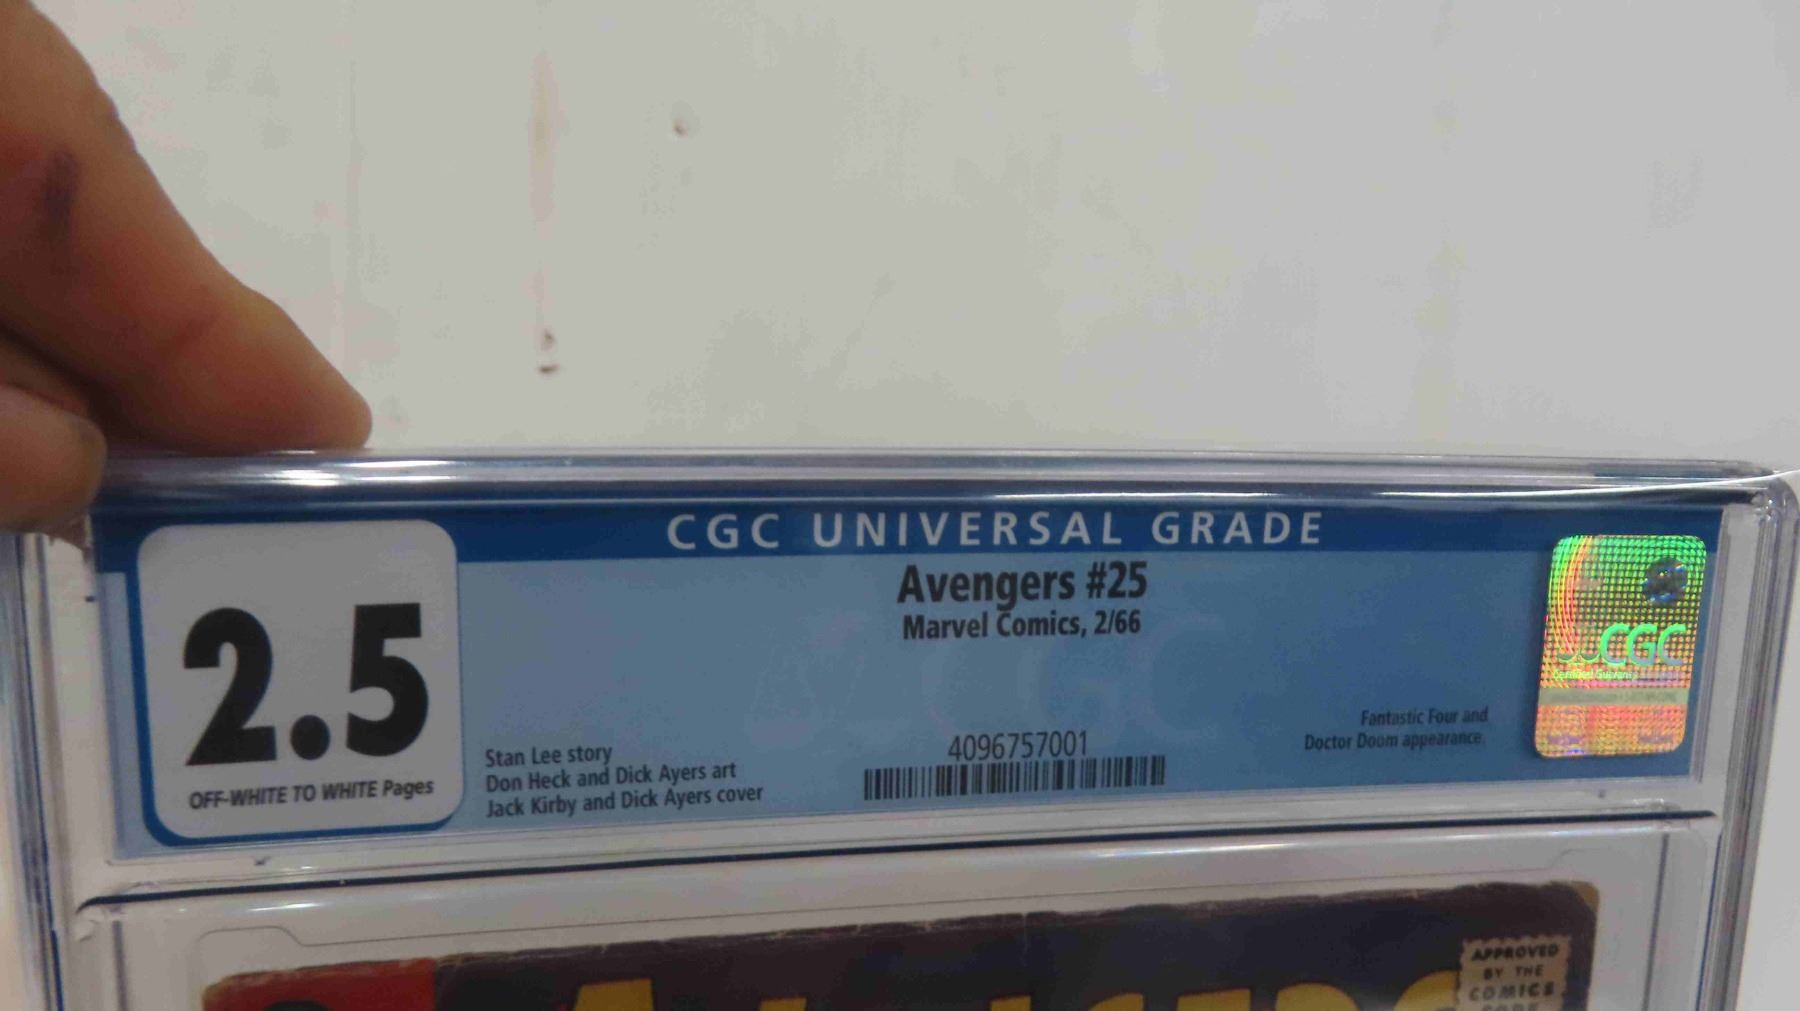 CGC UNIVERSAL GRADE
2.5
OFF-WHITE TO WHITE Pages
Avengers #25
Marvel Comics, 2/66
Stan Lee story
Don Heck and Dick Ayers art
Jack Kirby and Dick Ayers cover
4096757001
Fantastic Four and
Doctor Doom appearance.
CGC
APPROVED
BY THE
COMICS
CODE